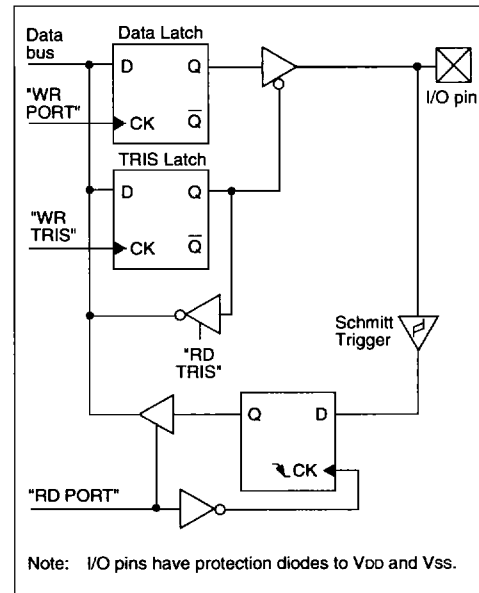 Data Latch
Data
bus
D Q
"WR
PORT"
CK Q
I/O pin
TRIS Latch
D Q
"WR
TRIS"
CK Q
Schmitt
Trigger
"RD
TRIS"
Q D
CK
"RD PORT"
Note: I/O pins have protection diodes to VDD and VSS.